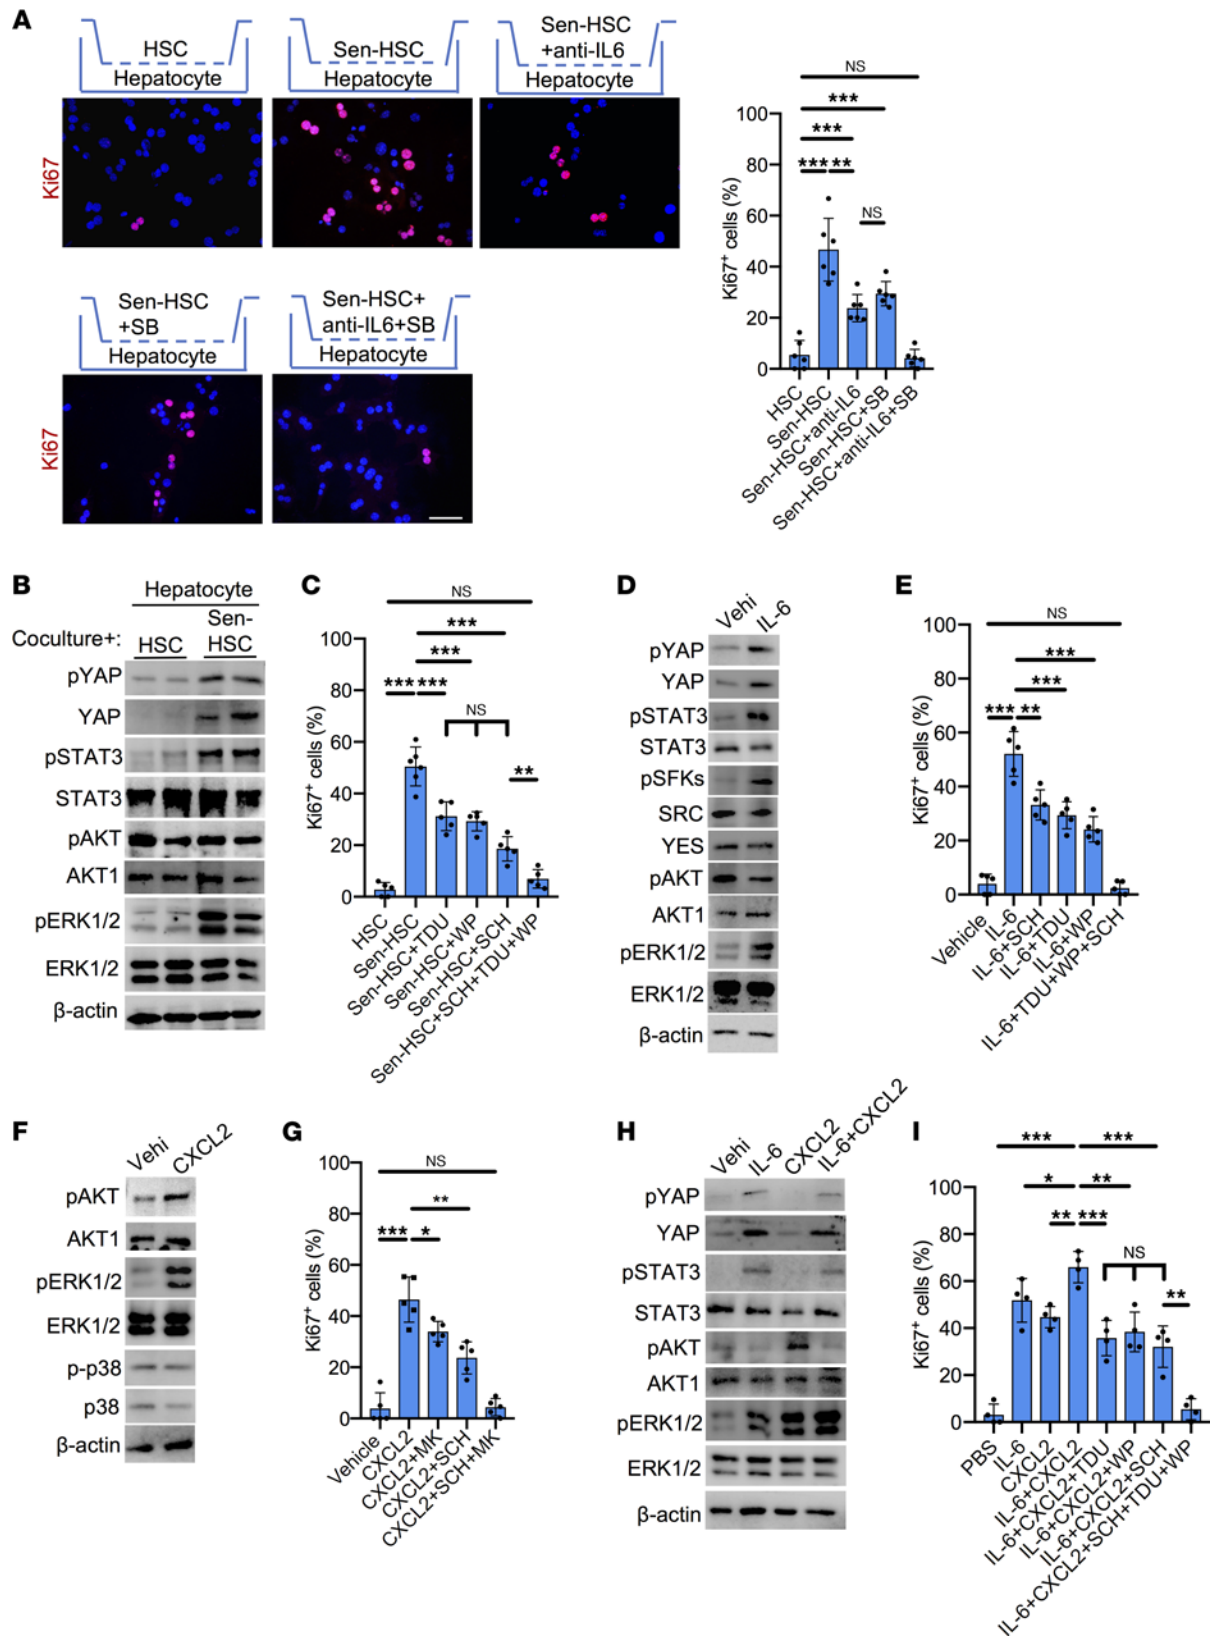 A
HSC
Hepatocyte
Sen-HSC
Hepatocyte
Sen-HSC
+anti-IL6
Hepatocyte
Ki67
Sen-HSC
+SB
Hepatocyte
Sen-HSC+
anti-IL6+SB
Hepatocyte
Ki67
NS
***
***
*** **
NS
Ki67+ cells (%)
100
80
60
40
20
0
HSC
Sen-HSC
Sen-HSC+anti-IL6
Sen-HSC+SB
Sen-HSC+anti-IL6+SB
B
Hepatocyte
Coculture+:
HSC
Sen-
HSC
pYAP
YAP
pSTAT3
STAT3
pAKT
AKT1
pERK1/2
ERK1/2
β-actin
C
NS
***
***
*** ***
NS
**
Ki67+ cells (%)
100
80
60
40
20
0
HSC
Sen-HSC
Sen-HSC+TDU
Sen-HSC+WP
Sen-HSC+SCH
Sen-HSC+SCH+TDU+WP
D
Vehi
IL-6
pYAP
YAP
pSTAT3
STAT3
pSFKs
SRC
YES
pAKT
AKT1
pERK1/2
ERK1/2
β-actin
E
NS
***
***
*** **
Ki67+ cells (%)
100
80
60
40
20
0
Vehicle
IL-6
IL-6+SCH
IL-6+TDU
IL-6+WP
IL-6+TDU+WP+SCH
F
Vehi
CXCL2
pAKT
AKT1
pERK1/2
ERK1/2
p-p38
p38
β-actin
G
NS
**
*** *
Ki67+ cells (%)
100
80
60
40
20
0
Vehicle
CXCL2
CXCL2+MK
CXCL2+SCH
CXCL2+SCH+MK
H
Vehi
IL-6
CXCL2
IL-6+CXCL2
pYAP
YAP
pSTAT3
STAT3
pAKT
AKT1
pERK1/2
ERK1/2
β-actin
I
*** ***
* **
** ***
NS
**
Ki67+ cells (%)
100
80
60
40
20
0
PBS
IL-6
CXCL2
IL-6+CXCL2
IL-6+CXCL2+TDU
IL-6+CXCL2+WP
IL-6+CXCL2+SCH
IL-6+CXCL2+SCH+TDU+WP